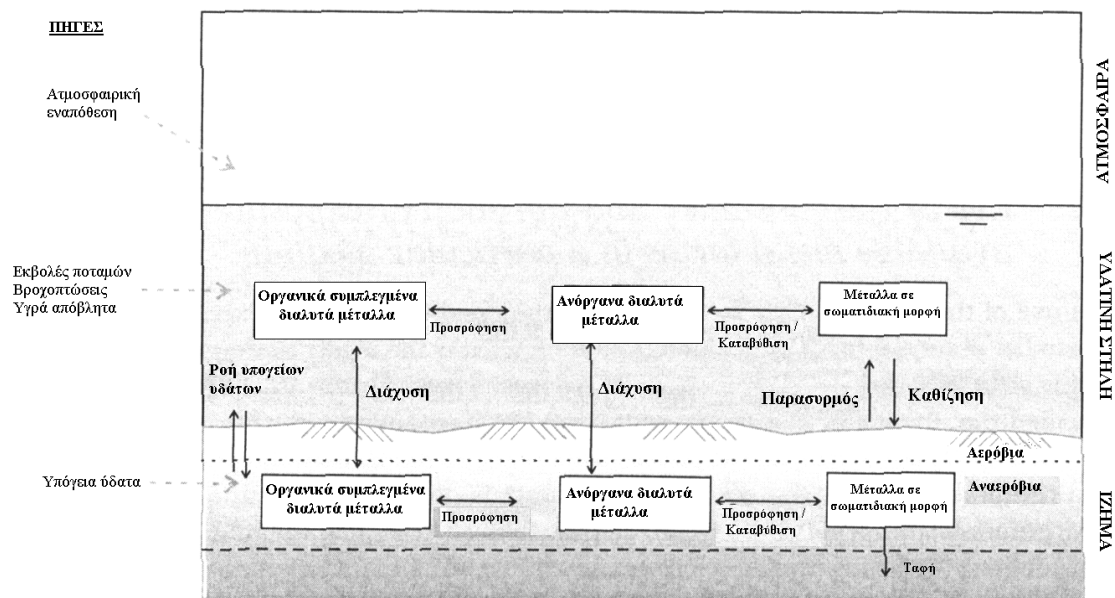 ΠΗΓΕΣ
Ατμοσφαιρική
εναπόθεση
ΑΤΜΟΣΦΑΙΡΑ
Εκβολές ποταμών
Βροχοπτώσεις
Υγρά απόβλητα
Οργανικά συμπλεγμένα
διαλυτά μέταλλα
Προσρόφηση
Ανόργανα διαλυτά
μέταλλα
Προσρόφηση /
Καταβύθιση
Μέταλλα σε
σωματιδιακή μορφή
ΥΔΑΤΙΝΗ ΣΤΗΛΗ
Ροή υπογείων
υδάτων
Διάχυση
Διάχυση
Παρασυρμός
Καθίζηση
Αερόβια
Αναερόβια
Υπόγεια ύδατα
Οργανικά συμπλεγμένα
διαλυτά μέταλλα
Προσρόφηση
Ανόργανα διαλυτά
μέταλλα
Προσρόφηση /
Καταβύθιση
Μέταλλα σε
σωματιδιακή μορφή
ΙΖΗΜΑ
Ταφή